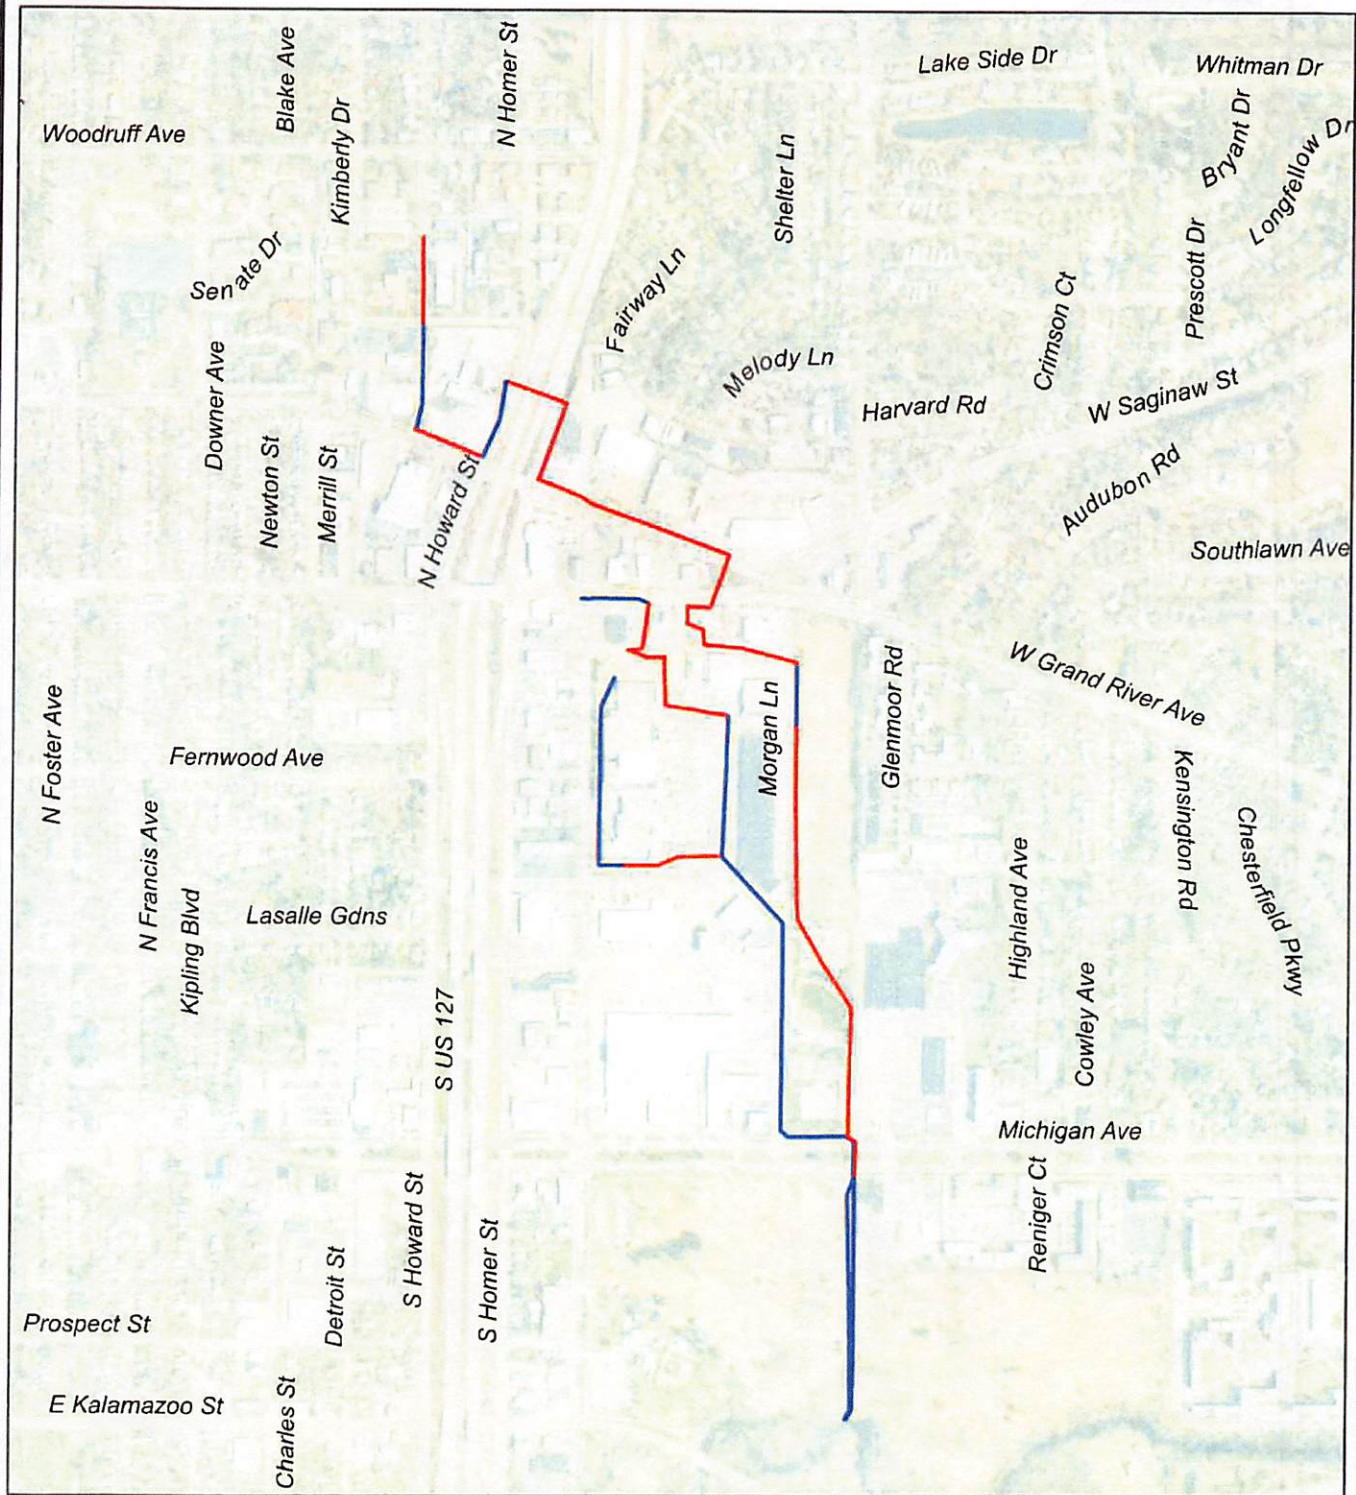 Blake Ave
N Homer St
Lake Side Dr
Whitman Dr
Woodruff Ave
Kimberly Dr
Shelter Ln
Bryant Dr
Longfellow Dr
Senate Dr
Fairway Ln
Crimson Ct
Prescott Dr
Downer Ave
Melody Ln
Harvard Rd
W Saginaw St
Newton St
Merrill St
N Howard St
Audubon Rd
Southlawn Ave
N Foster Ave
Fernwood Ave
Morgan Ln
Glenmoor Rd
W Grand River Ave
Kensington Rd
N Francis Ave
Kipling Blvd
Lasalle Gdns
Highland Ave
Chesterfield Pkwy
S US 127
Cowley Ave
Michigan Ave
Reniger Ct
S Howard St
S Homer St
Detroit St
Prospect St
E Kalamazoo St
Charles St